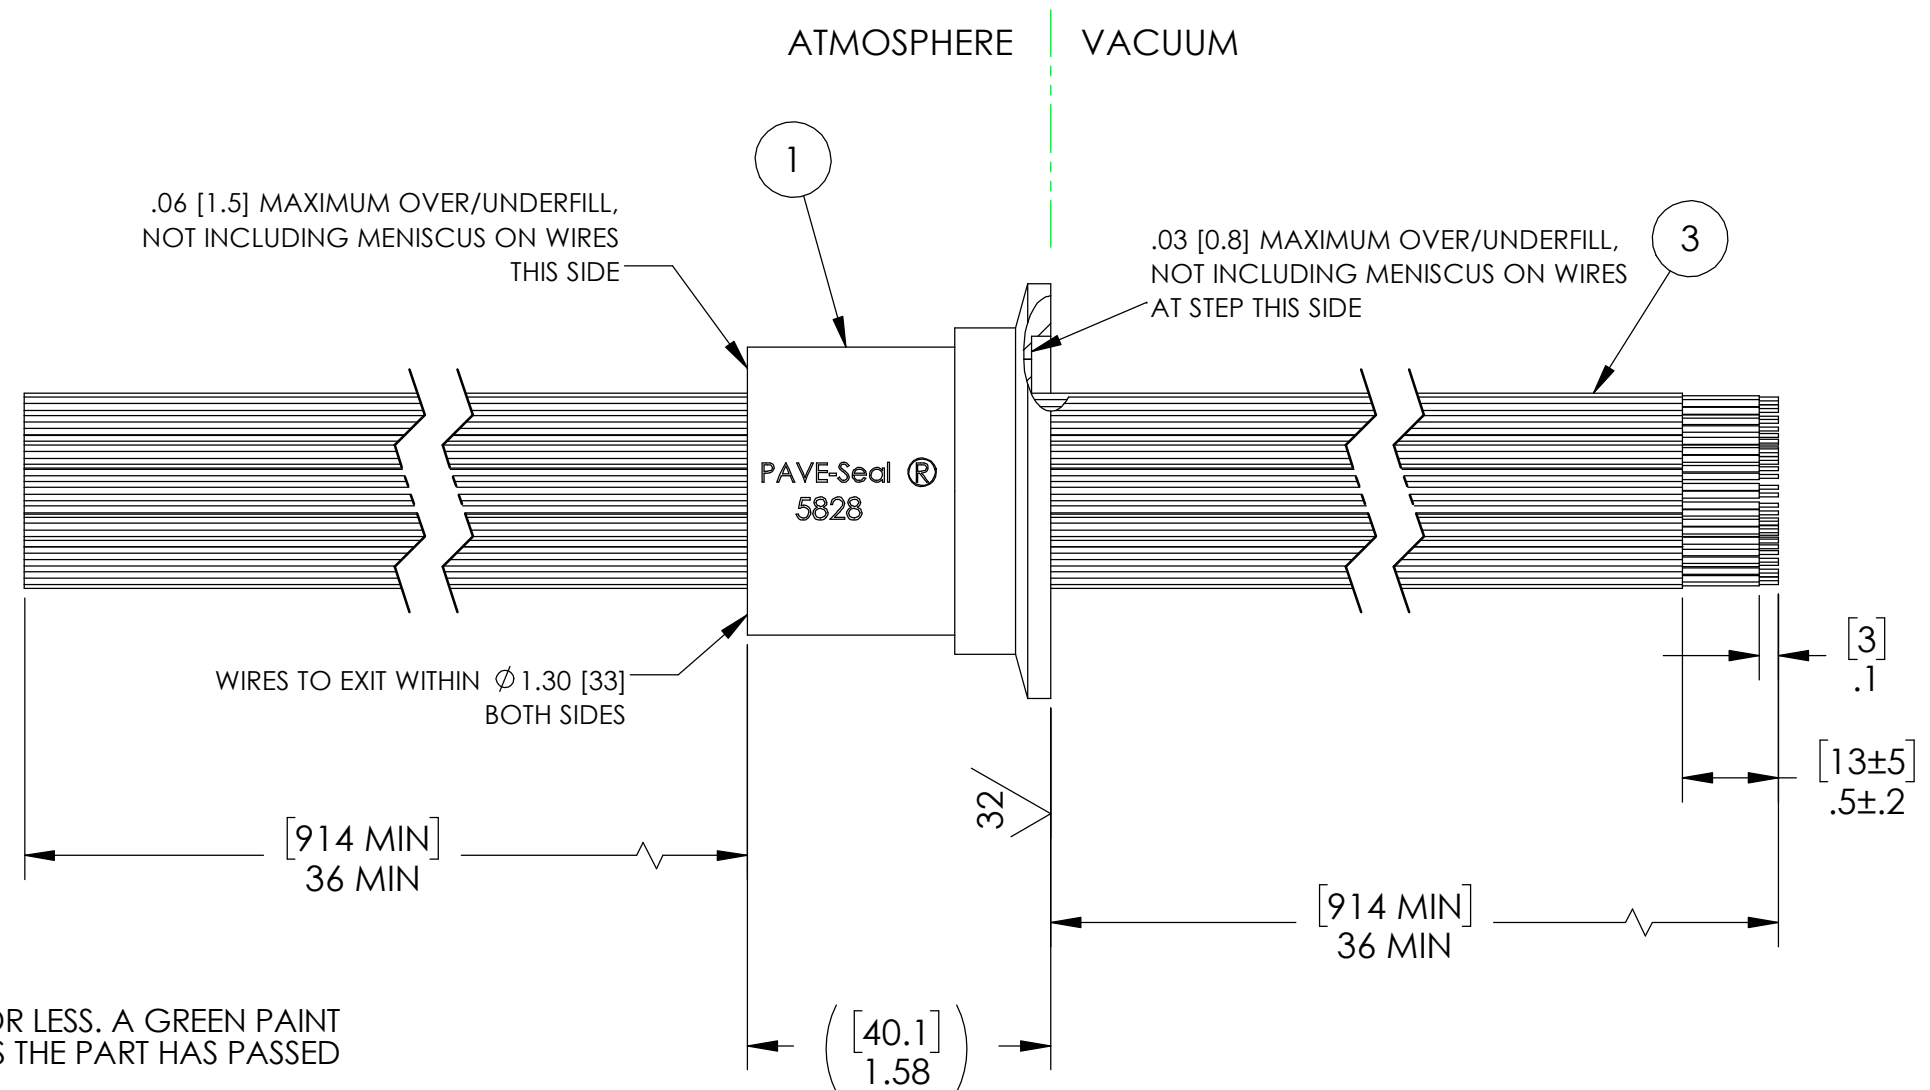 ATMOSPHERE VACUUM
1
.06 [1.5] MAXIMUM OVER/UNDERFILL,
NOT INCLUDING MENISCUS ON WIRES
THIS SIDE
.03 [0.8] MAXIMUM OVER/UNDERFILL,
NOT INCLUDING MENISCUS ON WIRES
AT STEP THIS SIDE
3
PAVE-Seal ®
5828
WIRES TO EXIT WITHIN ∅1.30 [33]
BOTH SIDES
[3]
.1
[13±5]
.5±.2
32
[914 MIN]
36 MIN
[914 MIN]
36 MIN
([40.1]
1.58)
OR LESS. A GREEN PAINT
S THE PART HAS PASSED